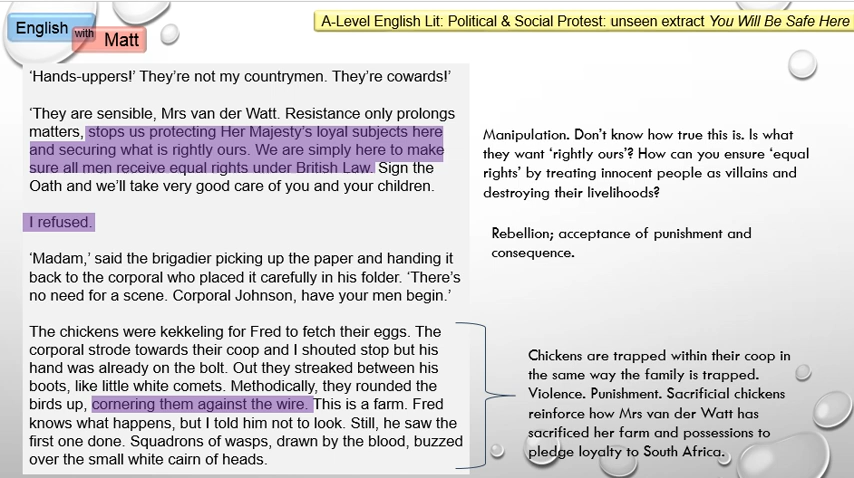 English with Matt
A-Level English Lit: Political & Social Protest: unseen extract You Will Be Safe Here
‘Hands-uppers!’ They’re not my countrymen. They’re cowards!’
‘They are sensible, Mrs van der Watt. Resistance only prolongs
matters, stops us protecting Her Majesty’s loyal subjects here
and securing what is rightly ours. We are simply here to make
sure all men receive equal rights under British Law. Sign the
Oath and we’ll take very good care of you and your children.
I refused.
‘Madam,’ said the brigadier picking up the paper and handing it
back to the corporal who placed it carefully in his folder. ‘There’s
no need for a scene. Corporal Johnson, have your men begin.’
The chickens were kekkeling for Fred to fetch their eggs. The
corporal strode towards their coop and I shouted stop but his
hand was already on the bolt. Out they streaked between his
boots, like little white comets. Methodically, they rounded the
birds up, cornering them against the wire. This is a farm. Fred
knows what happens, but I told him not to look. Still, he saw the
first one done. Squadrons of wasps, drawn by the blood, buzzed
over the small white cairn of heads.
Manipulation. Don’t know how true this is. Is what
they want ‘rightly ours’? How can you ensure ‘equal
rights’ by treating innocent people as villains and
destroying their livelihoods?
Rebellion; acceptance of punishment and
consequence.
Chickens are trapped within their coop in
the same way the family is trapped.
Violence. Punishment. Sacrificial chickens
reinforce how Mrs van der Watt has
sacrificed her farm and possessions to
pledge loyalty to South Africa.